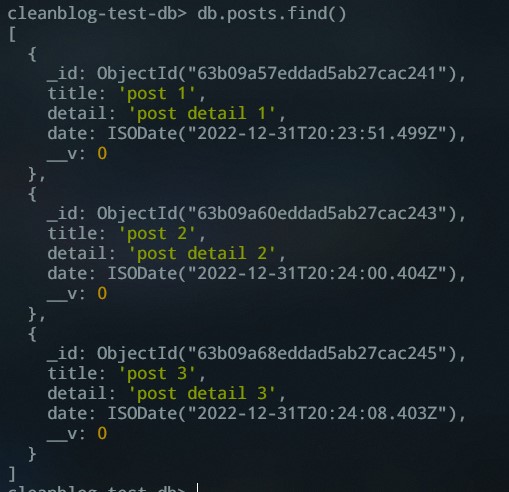 cleanblog-test-db> db.posts.find()
[
  {
    _id: ObjectId("63b09a57eddad5ab27cac241"),
    title: 'post 1',
    detail: 'post detail 1',
    date: ISODate("2022-12-31T20:23:51.499Z"),
    __v: 0
  },
  {
    _id: ObjectId("63b09a60eddad5ab27cac243"),
    title: 'post 2',
    detail: 'post detail 2',
    date: ISODate("2022-12-31T20:24:00.404Z"),
    __v: 0
  },
  {
    _id: ObjectId("63b09a68eddad5ab27cac245"),
    title: 'post 3',
    detail: 'post detail 3',
    date: ISODate("2022-12-31T20:24:08.403Z"),
    __v: 0
  }
]
cleanblog-test-db>